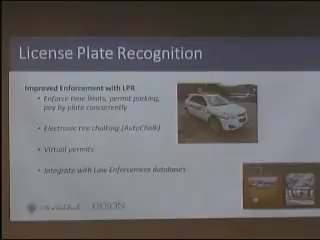 License Plate Recognition
Improved Enforcement with LPR
• Enforce time limits, permit parking,
pay by plate concurrently
• Electronic tire chalking (AutoChalk)
• Virtual permits
• Integrate with Law Enforcement databases
DIXON